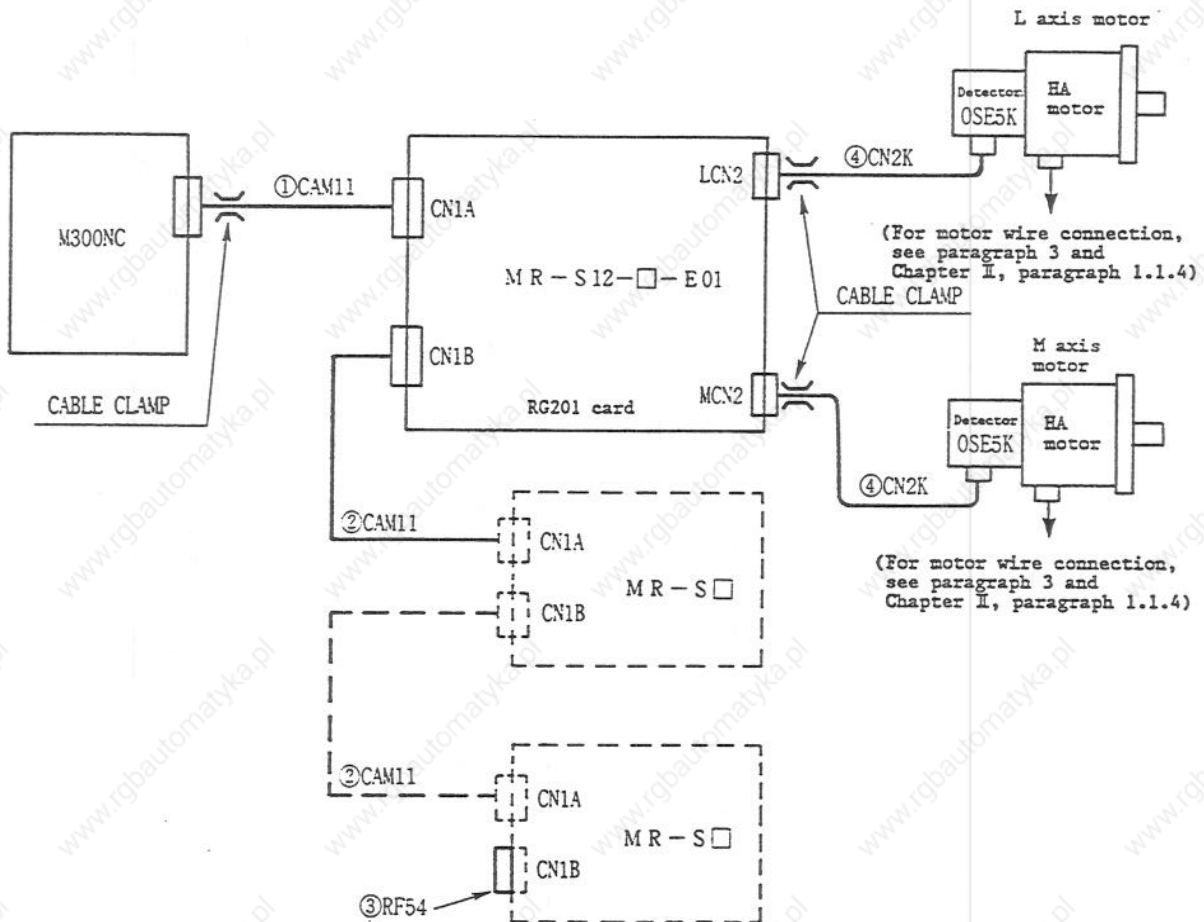 L axis motor
Detector
OSE5K
HA
motor
④CN2K
LCN2
①CAM11
CN1A
M300NC
(For motor wire connection,
see paragraph 3 and
Chapter Ⅱ, paragraph 1.1.4)
MR-S12-□-E01
CABLE CLAMP
CN1B
M axis
motor
CABLE CLAMP
MCN2
RG201 card
Detector
OSE5K
HA
motor
④CN2K
②CAM11
CN1A
MR-S□
CN1B
(For motor wire connection,
see paragraph 3 and
Chapter Ⅱ, paragraph 1.1.4)
②CAM11
CN1A
MR-S□
CN1B
③RF54
www.rgbautomatyka.pl